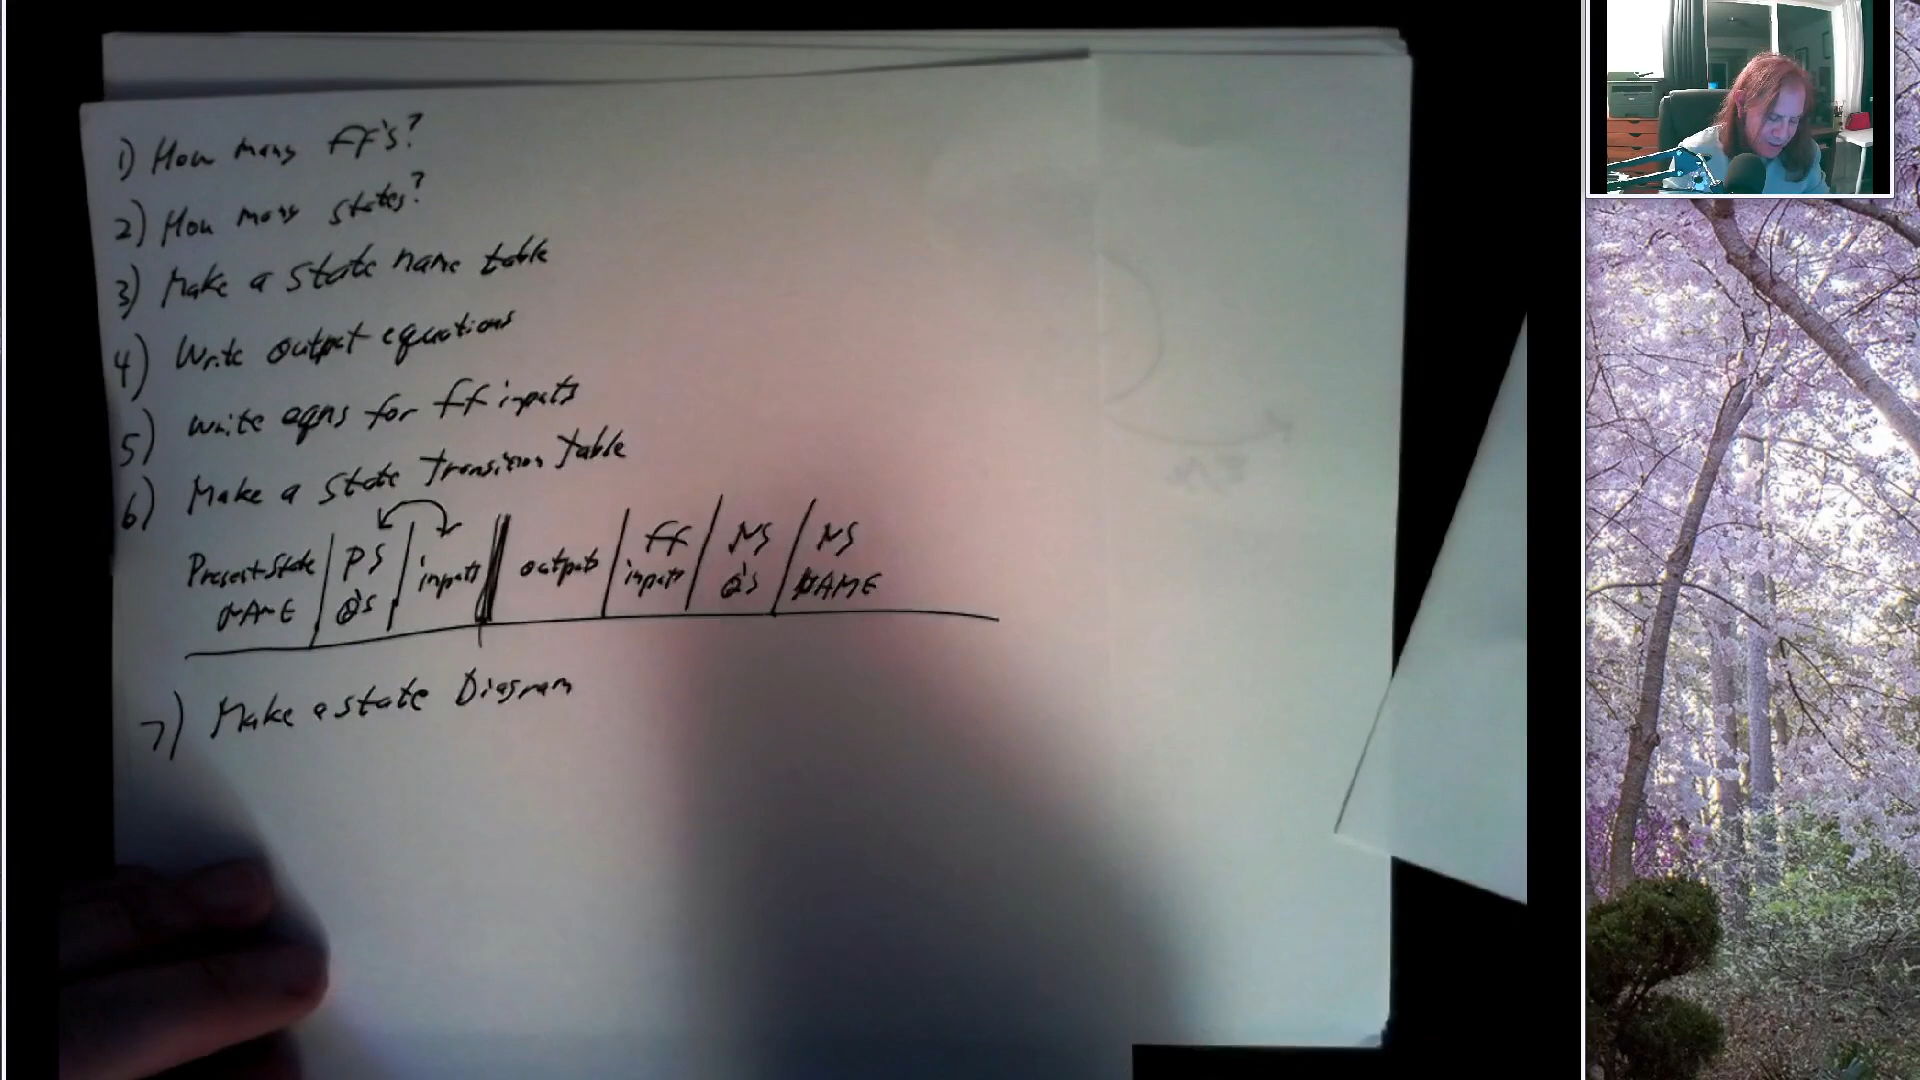 1) How many ff's?
2) How many states?
3) Make a state name table
4) Write output equations
5) write eqns for ff inputs
6) Make a state Transition Table
Present State NAME | PS Q's | inputs | outputs | ff inputs | NS Q's | NS NAME
7) Make a state Diagram